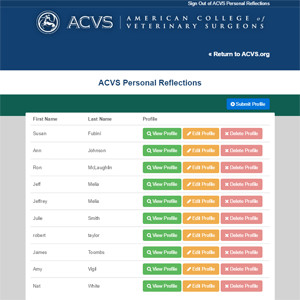 Sign Out of ACVS Personal Reflections
ACVS AMERICAN COLLEGE of
VETERINARY SURGEONS
« Return to ACVS.org
ACVS Personal Reflections
Submit Profile
First Name Last Name Profile
Susan Fubini View Profile Edit Profile Delete Profile
Ann Johnson View Profile Edit Profile Delete Profile
Ron McLaughlin View Profile Edit Profile Delete Profile
Jeff Mella View Profile Edit Profile Delete Profile
Jeffrey Mella View Profile Edit Profile Delete Profile
Julie Smith View Profile Edit Profile Delete Profile
robert taylor View Profile Edit Profile Delete Profile
James Toombs View Profile Edit Profile Delete Profile
Amy Vigil View Profile Edit Profile Delete Profile
Nat White View Profile Edit Profile Delete Profile